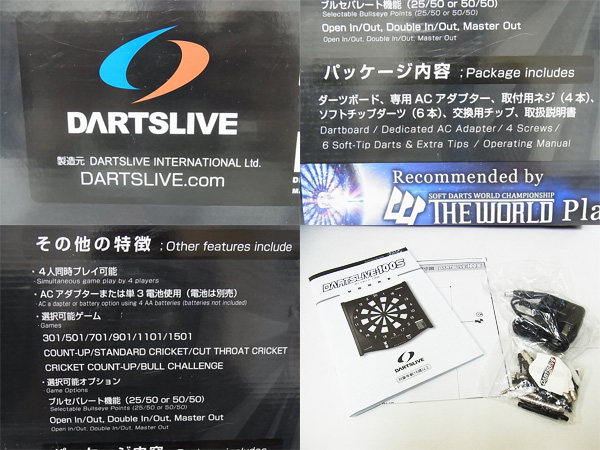 DARTSLIVE
製造元 DARTSLIVE INTERNATIONAL Ltd.
DARTSLIVE.com
ブルセパレート機能（25/50 or 50/50）
Selectable Bullseye Points (25/50 or 50/50)
Open In/Out, Double In/Out, Master Out
Open In/Out, Double In/Out, Master Out
パッケージ内容 : Package includes
ダーツボード、専用 AC アダプター、取付用ネジ（4 本）、
ソフトチップダーツ（6 本）、交換用チップ、取扱説明書
Dartboard / Dedicated AC Adapter / 4 Screws /
6 Soft-Tip Darts & Extra Tips / Operating Manual
Recommended by
SOFT DARTS WORLD CHAMPIONSHIP
THE WORLD Pla
その他の特徴 : Other features include
・4 人同時プレイ可能
・Simultaneous game play by 4 players
・AC アダプターまたは単 3 電池使用（電池は別売）
・AC a dapter or battery option using 4 AA batteries (batteries not included)
・選択可能ゲーム
・Games
301/501/701/901/1101/1501
COUNT-UP/STANDARD CRICKET/CUT THROAT CRICKET
CRICKET COUNT-UP/BULL CHALLENGE
・選択可能オプション
・Game Options
ブルセパレート機能（25/50 or 50/50）
Selectable Bullseye Points (25/50 or 50/50)
Open In/Out, Double In/Out, Master Out
Open In/Out, Double In/Out, Master Out
DARTSLIVE 100S
DARTSLIVE